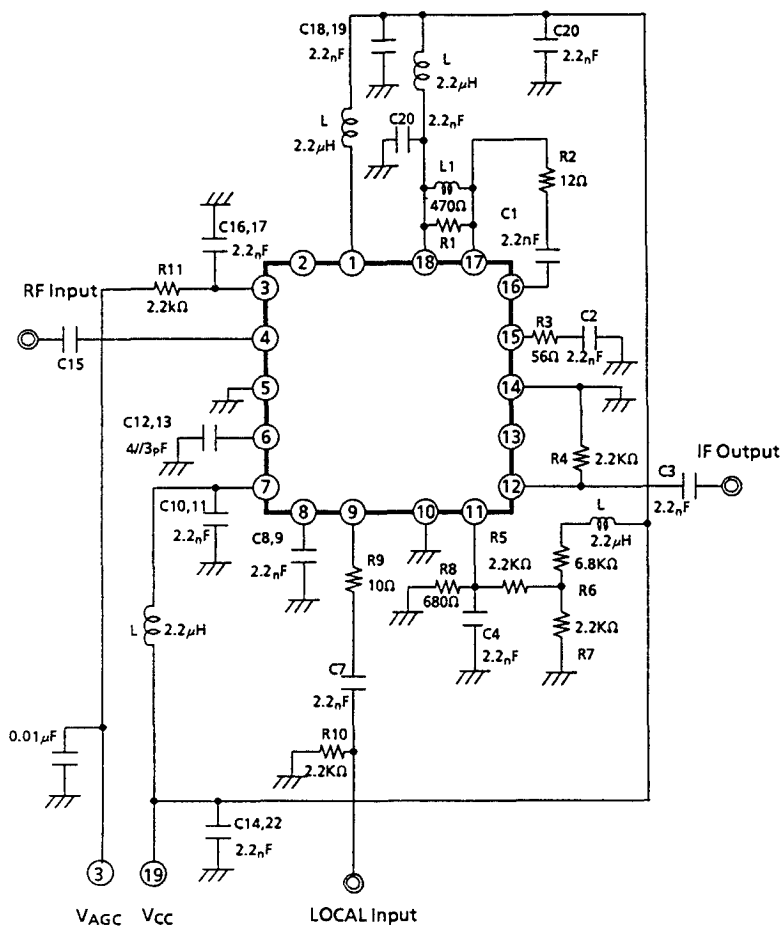 C18,19
2.2nF
L
2.2μH
C20
2.2nF
L
2.2μH
C20
2.2nF
L1
470Ω
R1
R2
12Ω
C1
2.2nF
C16,17
2.2nF
R11
2.2kΩ
RF Input
C15
2
1
18
17
3
16
4
15
R3
56Ω
C2
2.2nF
5
14
C12,13
4//3pF
6
13
R4
2.2KΩ
7
12
C3
2.2nF
IF Output
C10,11
2.2nF
8
9
10
11
C8,9
2.2nF
R9
10Ω
R8
680Ω
R5
2.2KΩ
C4
2.2nF
L
2.2μH
6.8KΩ
R6
2.2KΩ
R7
L
2.2μH
C7
2.2nF
R10
2.2KΩ
0.01μF
C14,22
2.2nF
3
19
VAGC
VCC
LOCAL Input